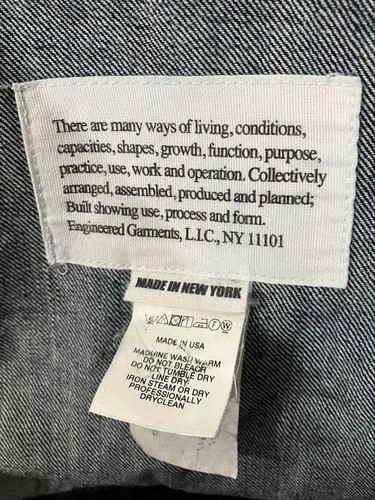 There are many ways of living, conditions,
capacities, shapes, growth, function, purpose,
practice, use, work and operation. Collectively
arranged, assembled, produced and planned;
Built showing use, process and form.
Engineered Garments, L.I.C., NY 11101
MADE IN NEW YORK
F W
MADE IN USA
MACHINE WASH WARM
DO NOT BLEACH
DO NOT TUMBLE DRY
LINE DRY
IRON STEAM OR DRY
PROFESSIONALLY
DRYCLEAN